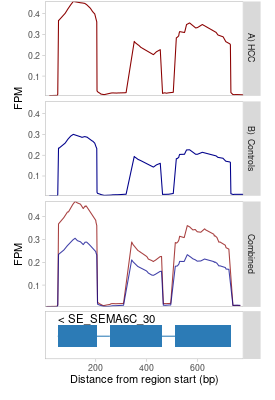 0.4
0.3
0.2
0.1
A) HCC
FPM
0.4
0.3
0.2
0.1
B) Controls
0.4
0.3
0.2
0.1
FPM
Combined
< SE_SEMA6C_30
200
400
600
Distance from region start (bp)